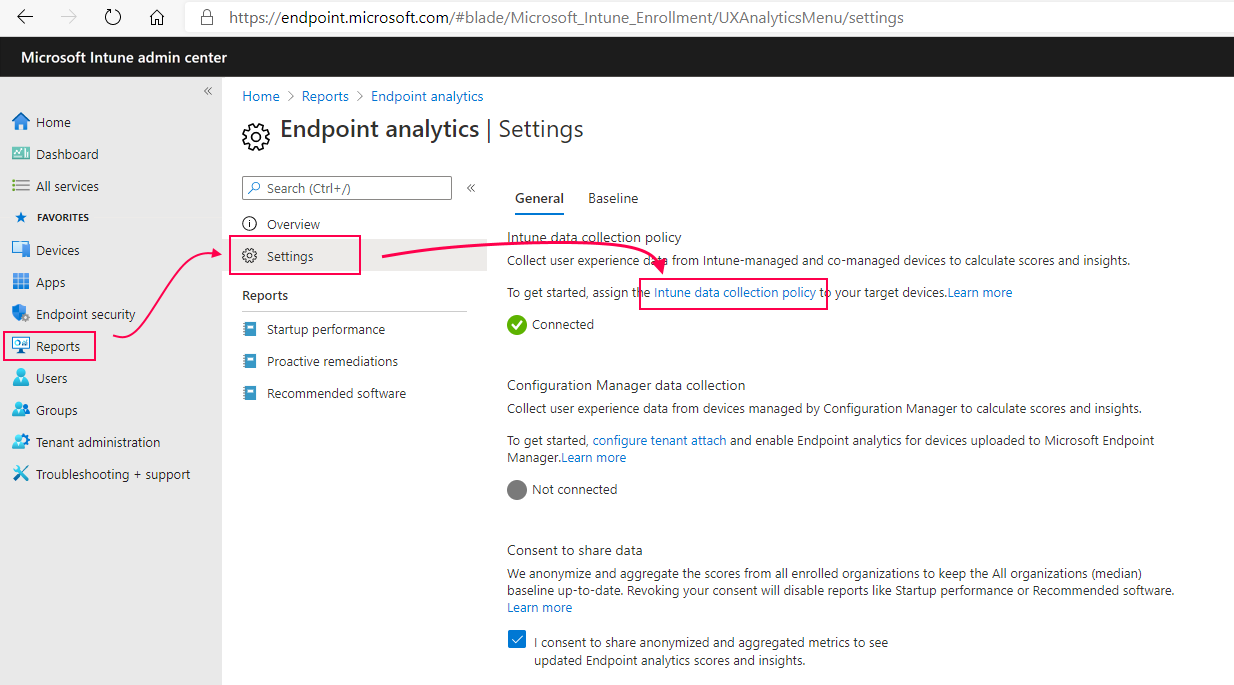 https://endpoint.microsoft.com/#blade/Microsoft_Intune_Enrollment/UXAnalyticsMenu/settings
Microsoft Intune admin center
«
Home
Dashboard
All services
FAVORITES
Devices
Apps
Endpoint security
Reports
Users
Groups
Tenant administration
Troubleshooting + support
Home > Reports > Endpoint analytics
Endpoint analytics | Settings
Search (Ctrl+/)
«
Overview
Settings
Reports
Startup performance
Proactive remediations
Recommended software
General Baseline
Intune data collection policy
Collect user experience data from Intune-managed and co-managed devices to calculate scores and insights.
To get started, assign the Intune data collection policy to your target devices.Learn more
Connected
Configuration Manager data collection
Collect user experience data from devices managed by Configuration Manager to calculate scores and insights.
To get started, configure tenant attach and enable Endpoint analytics for devices uploaded to Microsoft Endpoint
Manager.Learn more
Not connected
Consent to share data
We anonymize and aggregate the scores from all enrolled organizations to keep the All organizations (median)
baseline up-to-date. Revoking your consent will disable reports like Startup performance or Recommended software.
Learn more
I consent to share anonymized and aggregated metrics to see
updated Endpoint analytics scores and insights.